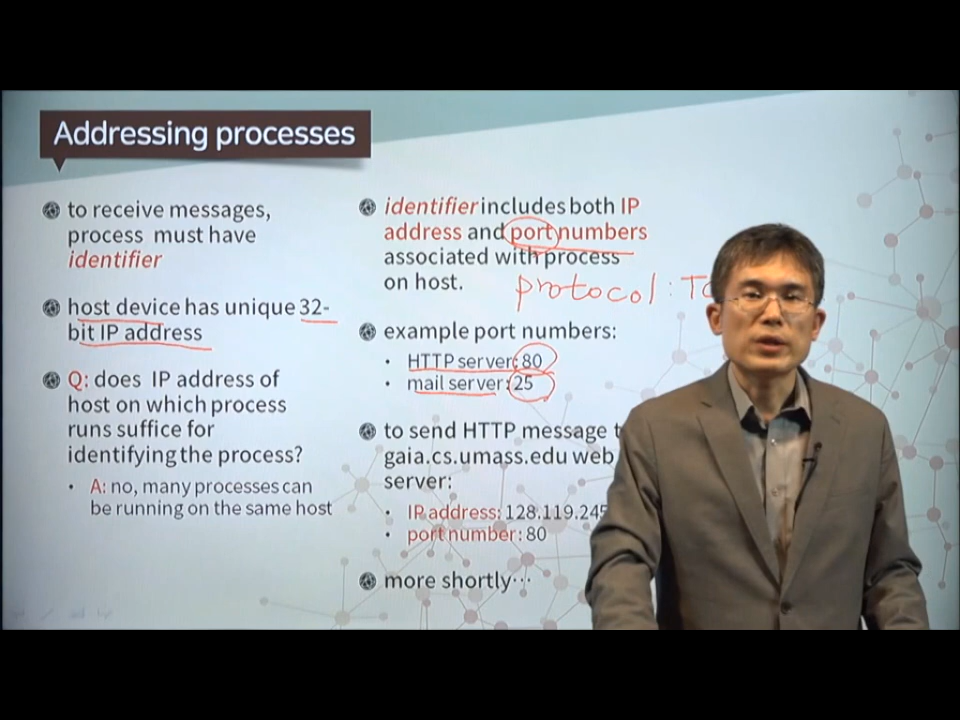 Addressing processes
to receive messages,
process must have
identifier
host device has unique 32-
bit IP address
Q: does IP address of
host on which process
runs suffice for
identifying the process?
A: no, many processes can
be running on the same host
identifier includes both IP
address and port numbers
associated with process
on host.
protocol: TC
example port numbers:
HTTP server: 80
mail server: 25
to send HTTP message t
gaia.cs.umass.edu web
server:
IP address: 128.119.245
port number: 80
more shortly…